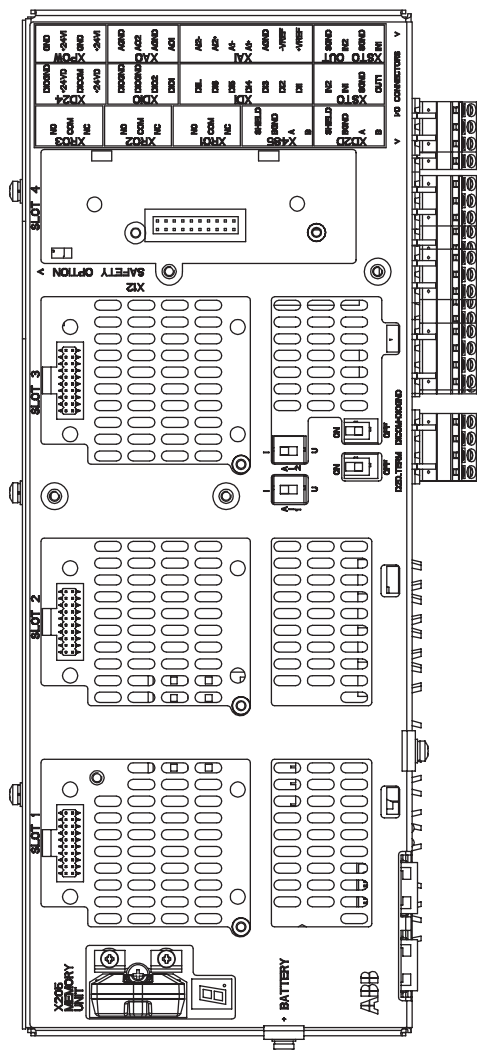 GND
+24VI
GND
+24VI
XPOW
AGND
AO2
AGND
AO1
XAO
AI2-
AI2+
AI1-
AI1+
AGND
-VREF
+VREF
XAI
SGND
IN2
SGND
IN1
XSTO OUT
DIOGND
+24VD
DICOM
+24VD
XD24
DIOGND
DIOGND
DIO2
DIO1
XDIO
DIIL
DI6
DI5
DI4
DI3
DI2
DI1
XDI
IN2
IN1
SGND
OUT1
XSTO
NO
COM
NC
XRO3
NO
COM
NC
XRO2
NO
COM
NC
XRO1
SHIELD
BGND
A
B
X485
SHIELD
BGND
A
B
XD2D
I/O CONNECTORS
SLOT 4
SAFETY OPTION
X12
SLOT 3
I
AI2
U
I
AI1
U
ON
OFF
DICOM-DIOGND
ON
OFF
D2D.TERM
SLOT 2
SLOT 1
X205
MEMORY
UNIT
+ BATTERY
ABB